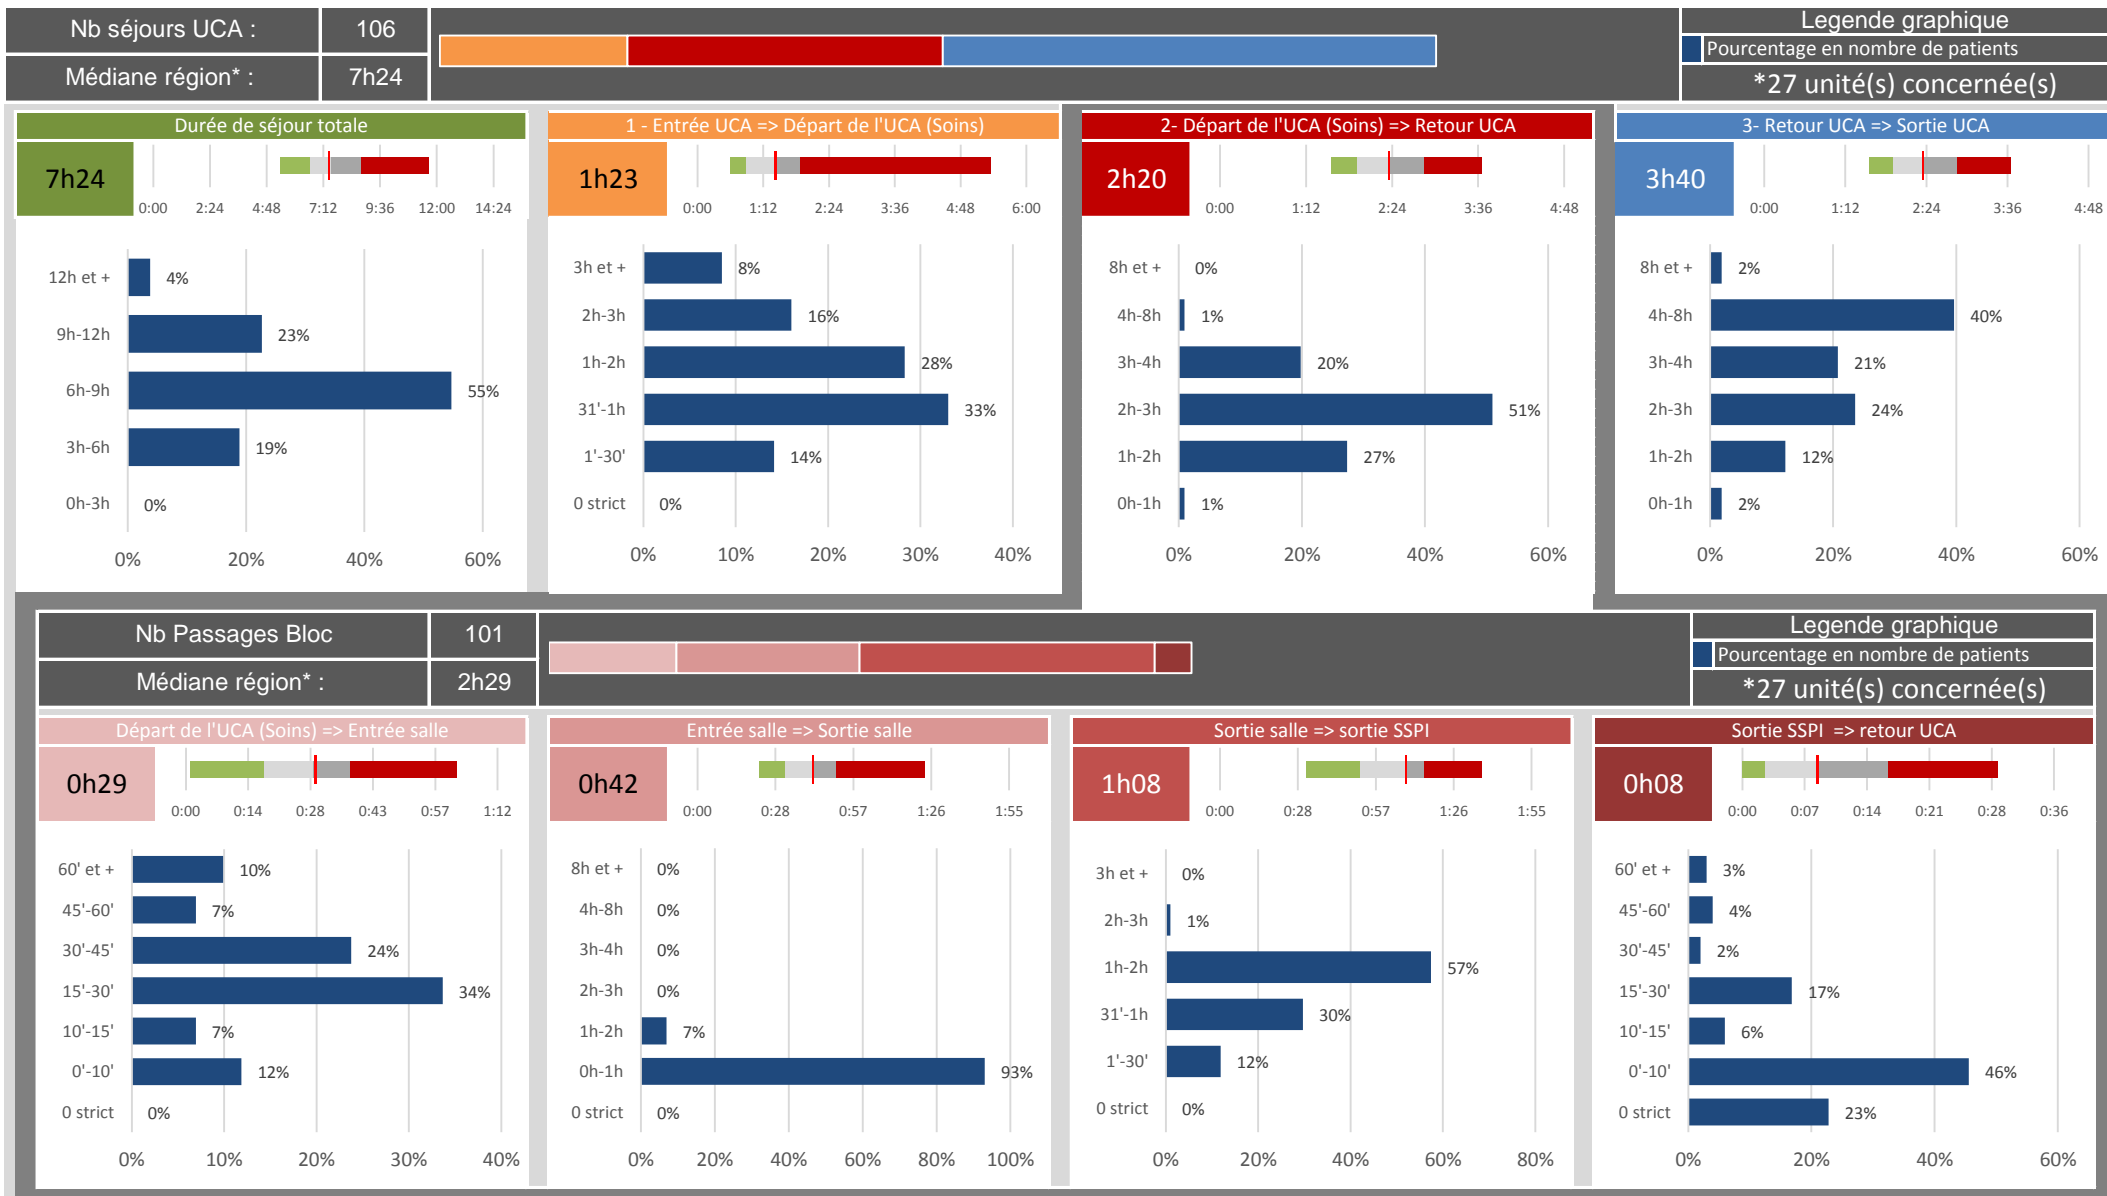 Nb séjours UCA : 106
Médiane région* : 7h24
Legende graphique
Pourcentage en nombre de patients
*27 unité(s) concernée(s)
Durée de séjour totale
7h24
0:00 2:24 4:48 7:12 9:36 12:00 14:24
12h et + 4%
9h-12h 23%
6h-9h 55%
3h-6h 19%
0h-3h 0%
0% 20% 40% 60%
1 - Entrée UCA => Départ de l'UCA (Soins)
1h23
0:00 1:12 2:24 3:36 4:48 6:00
3h et + 8%
2h-3h 16%
1h-2h 28%
31'-1h 33%
1'-30' 14%
0 strict 0%
0% 10% 20% 30% 40%
2- Départ de l'UCA (Soins) => Retour UCA
2h20
0:00 1:12 2:24 3:36 4:48
8h et + 0%
4h-8h 1%
3h-4h 20%
2h-3h 51%
1h-2h 27%
0h-1h 1%
0% 20% 40% 60%
3- Retour UCA => Sortie UCA
3h40
0:00 1:12 2:24 3:36 4:48
8h et + 2%
4h-8h 40%
3h-4h 21%
2h-3h 24%
1h-2h 12%
0h-1h 2%
0% 20% 40% 60%
Nb Passages Bloc 101
Médiane région* : 2h29
Legende graphique
Pourcentage en nombre de patients
*27 unité(s) concernée(s)
Départ de l'UCA (Soins) => Entrée salle
0h29
0:00 0:14 0:28 0:43 0:57 1:12
60' et + 10%
45'-60' 7%
30'-45' 24%
15'-30' 34%
10'-15' 7%
0'-10' 12%
0 strict 0%
0% 10% 20% 30% 40%
Entrée salle => Sortie salle
0h42
0:00 0:28 0:57 1:26 1:55
8h et + 0%
4h-8h 0%
3h-4h 0%
2h-3h 0%
1h-2h 7%
0h-1h 93%
0 strict 0%
0% 20% 40% 60% 80% 100%
Sortie salle => sortie SSPI
1h08
0:00 0:28 0:57 1:26 1:55
3h et + 0%
2h-3h 1%
1h-2h 57%
31'-1h 30%
1'-30' 12%
0 strict 0%
0% 20% 40% 60% 80%
Sortie SSPI => retour UCA
0h08
0:00 0:07 0:14 0:21 0:28 0:36
60' et + 3%
45'-60' 4%
30'-45' 2%
15'-30' 17%
10'-15' 6%
0'-10' 46%
0 strict 23%
0% 20% 40% 60%